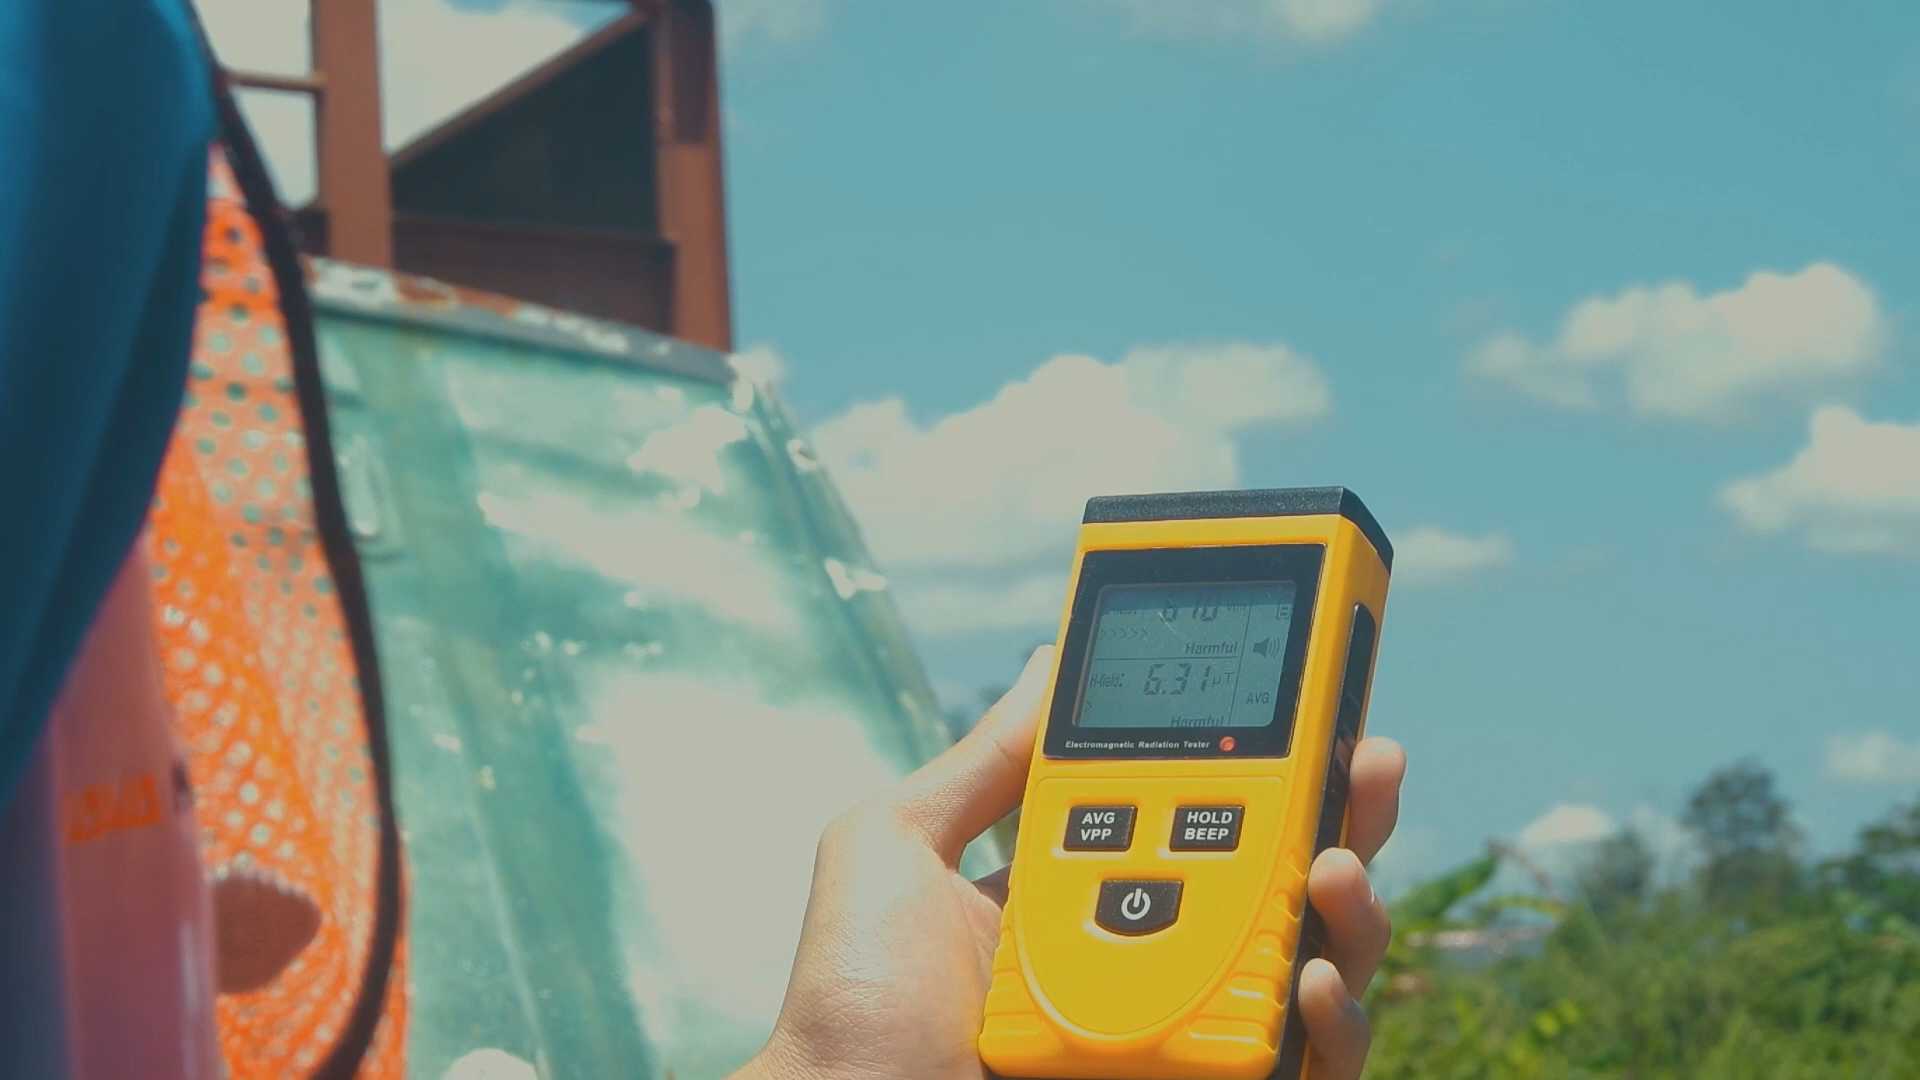 Harmful
H-field: 6.31 µT
AVG
Harmful
Electromagnetic Radiation Tester
AVG
VPP
HOLD
BEEP